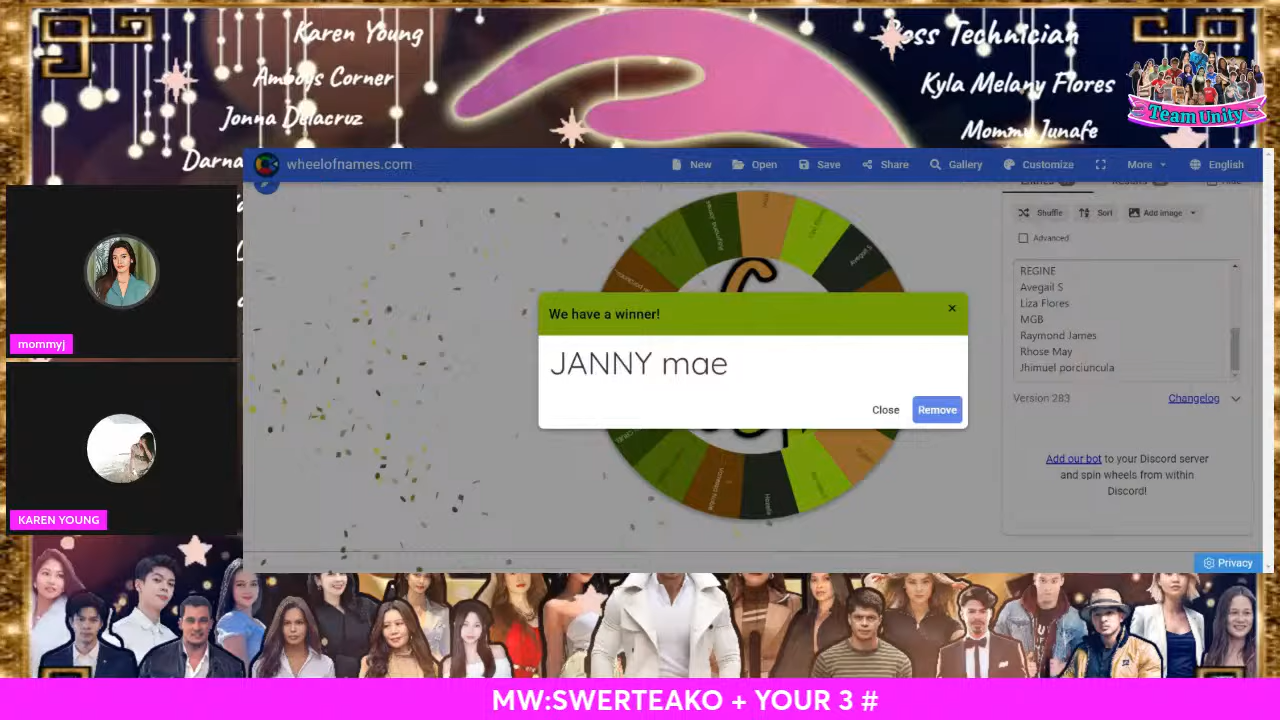 Karen Young
Amboys Corner
Jonna Delacruz
Darna
Boss Technician
Kyla Melany Flores
Mommy Junafe
Team Unity
wheelofnames.com
New
Open
Save
Share
Gallery
Customize
More
English
Shuffle
Sort
Add image
Advanced
REGINE
Avegail S
Liza Flores
MGB
Raymond James
Rhose May
Jhimuel porciuncula
Version 283
Changelog
Add our bot to your Discord server
and spin wheels from within
Discord!
Privacy
Avegail S
We have a winner!
×
JANNY mae
Close
Remove
mommyj
KAREN YOUNG
MW:SWERTEAKO + YOUR 3 #